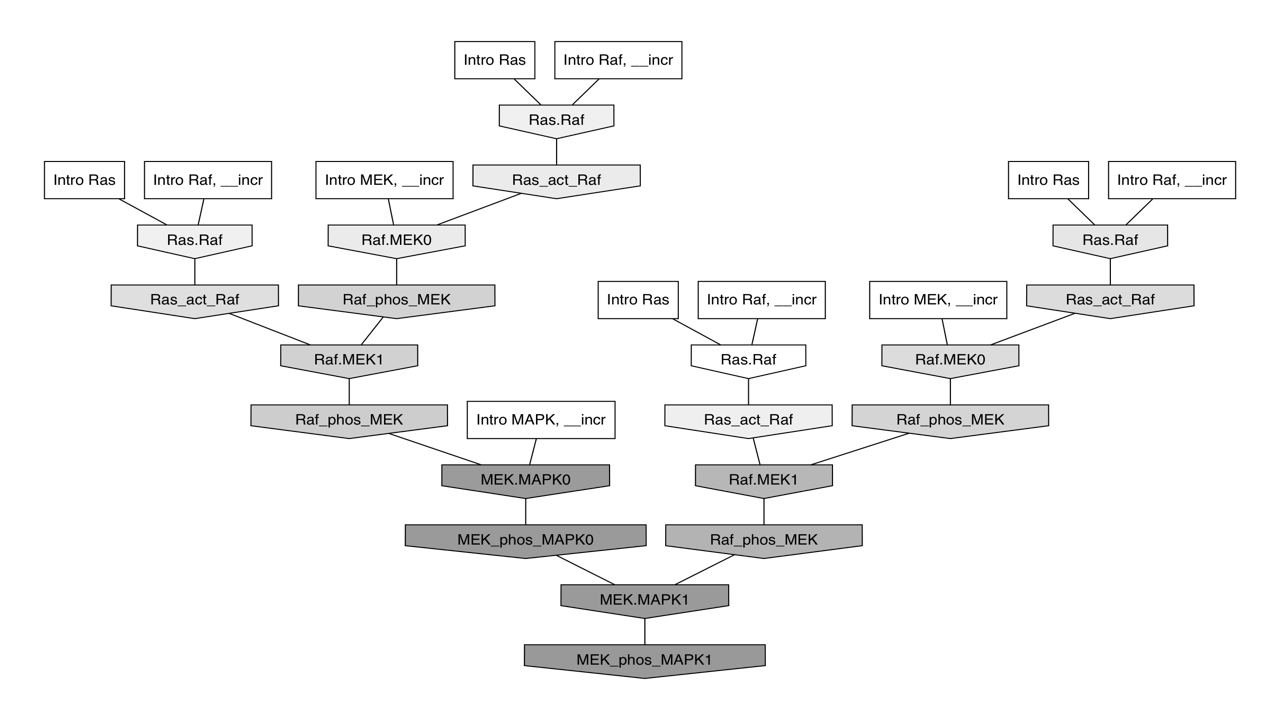 Intro Ras
Intro Raf, __incr
Ras.Raf
Intro Ras
Intro Raf, __incr
Intro MEK, __incr
Ras_act_Raf
Intro Ras
Intro Raf, __incr
Ras.Raf
Raf.MEK0
Ras.Raf
Ras_act_Raf
Raf_phos_MEK
Intro Ras
Intro Raf, __incr
Intro MEK, __incr
Ras_act_Raf
Raf.MEK1
Ras.Raf
Raf.MEK0
Raf_phos_MEK
Intro MAPK, __incr
Ras_act_Raf
Raf_phos_MEK
MEK.MAPK0
Raf.MEK1
MEK_phos_MAPK0
Raf_phos_MEK
MEK.MAPK1
MEK_phos_MAPK1